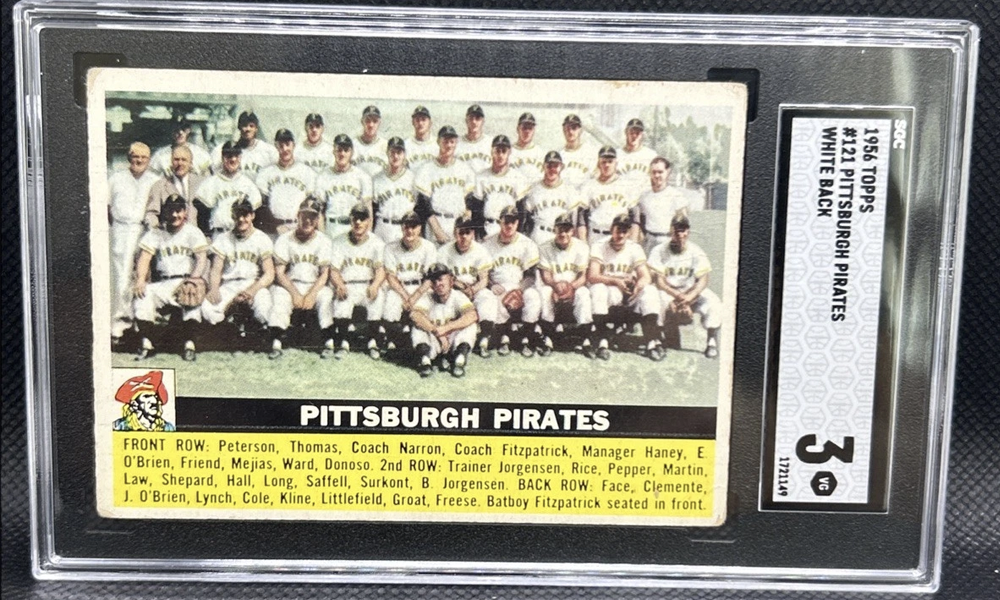 PITTSBURGH PIRATES
FRONT ROW: Peterson, Thomas, Coach Narron, Coach Fitzpatrick, Manager Haney, E.
O'Brien, Friend, Mejias, Ward, Donoso. 2nd ROW: Trainer Jorgensen, Rice, Pepper, Martin,
Law, Shepard, Hall, Long, Saffell, Surkont, B. Jorgensen. BACK ROW: Face, Clemente,
J. O'Brien, Lynch, Cole, Kline, Littlefield, Groat, Freese. Batboy Fitzpatrick seated in front.
SGC
1956 TOPPS
#121 PITTSBURGH PIRATES
WHITE BACK
3
VG
1721149